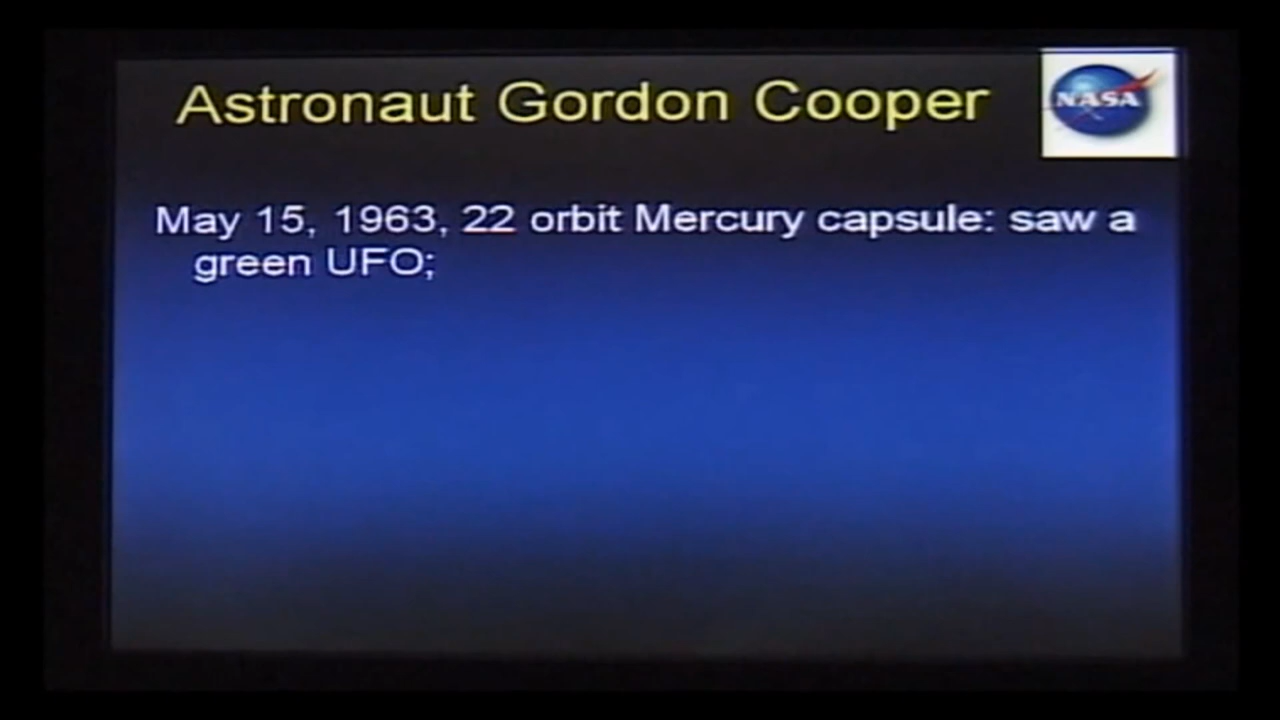 Astronaut Gordon Cooper
NASA
May 15, 1963, 22 orbit Mercury capsule: saw a
green UFO;